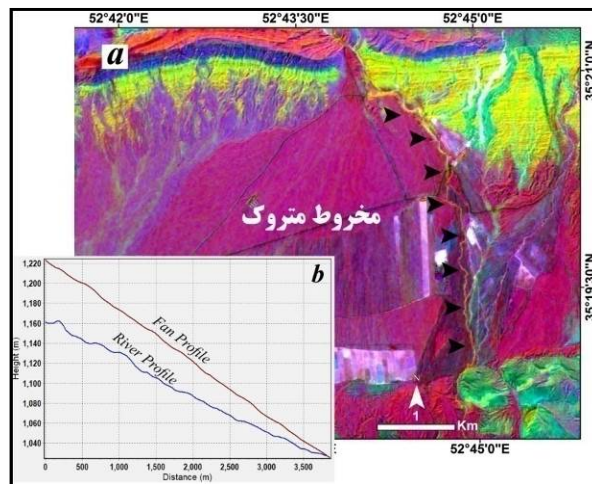 52°42'0"E 52°43'30"E 52°45'0"E
a
35°21'0"N
مخروط متروک
35°19'30"N
b
1,220
1,200
1,180
1,160
1,140
1,120
1,100
1,080
1,060
1,040
Height (m)
Fan Profile
River Profile
0 500 1,000 1,500 2,000 2,500 3,000 3,500
Distance (m)
N
1
Km
52°45'0"E